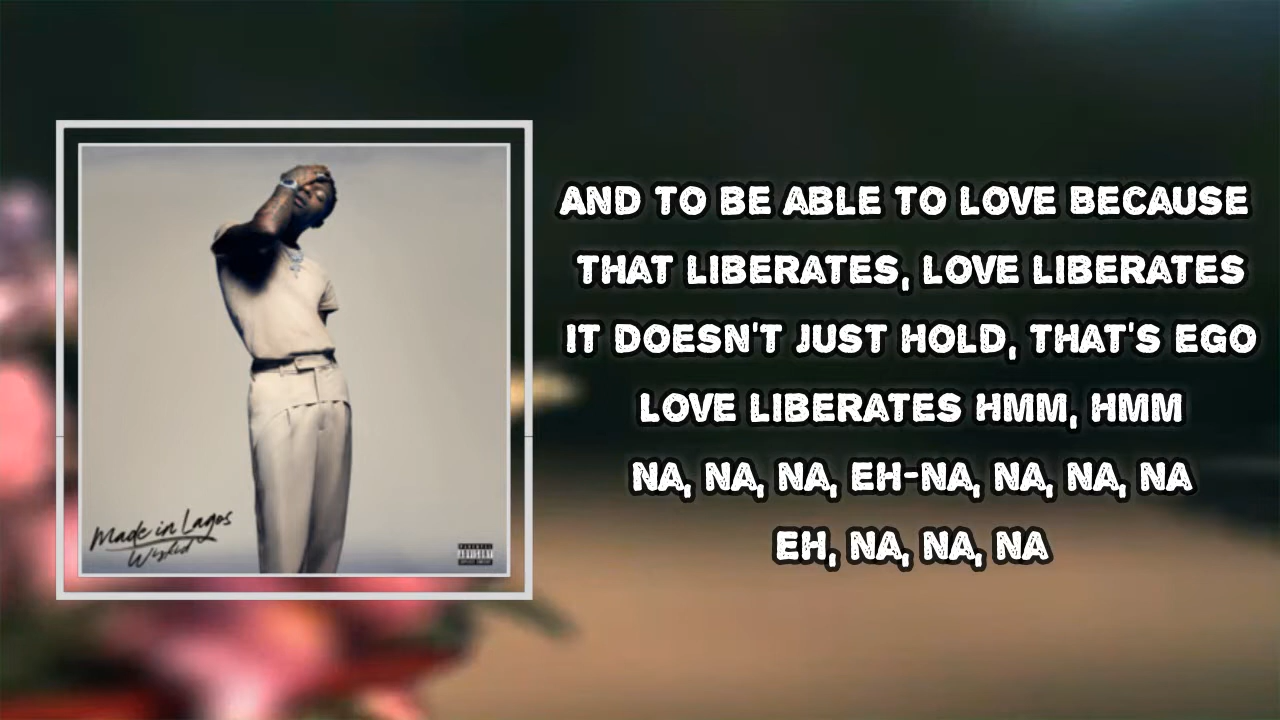 AND TO BE ABLE TO LOVE BECAUSE
THAT LIBERATES, LOVE LIBERATES
IT DOESN'T JUST HOLD, THAT'S EGO
LOVE LIBERATES HMM, HMM
NA, NA, NA, EH-NA, NA, NA, NA
EH, NA, NA, NA
Made in Lagos
Wizkid
PARENTAL
ADVISORY
EXPLICIT CONTENT